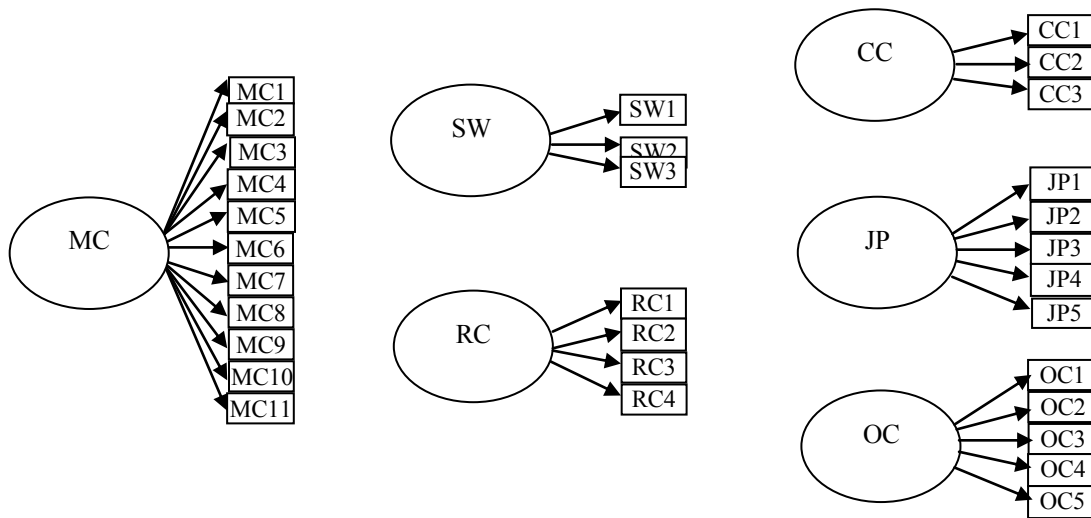 MC
MC1
MC2
MC3
MC4
MC5
MC6
MC7
MC8
MC9
MC10
MC11
SW
SW1
SW2
SW3
RC
RC1
RC2
RC3
RC4
CC
CC1
CC2
CC3
JP
JP1
JP2
JP3
JP4
JP5
OC
OC1
OC2
OC3
OC4
OC5